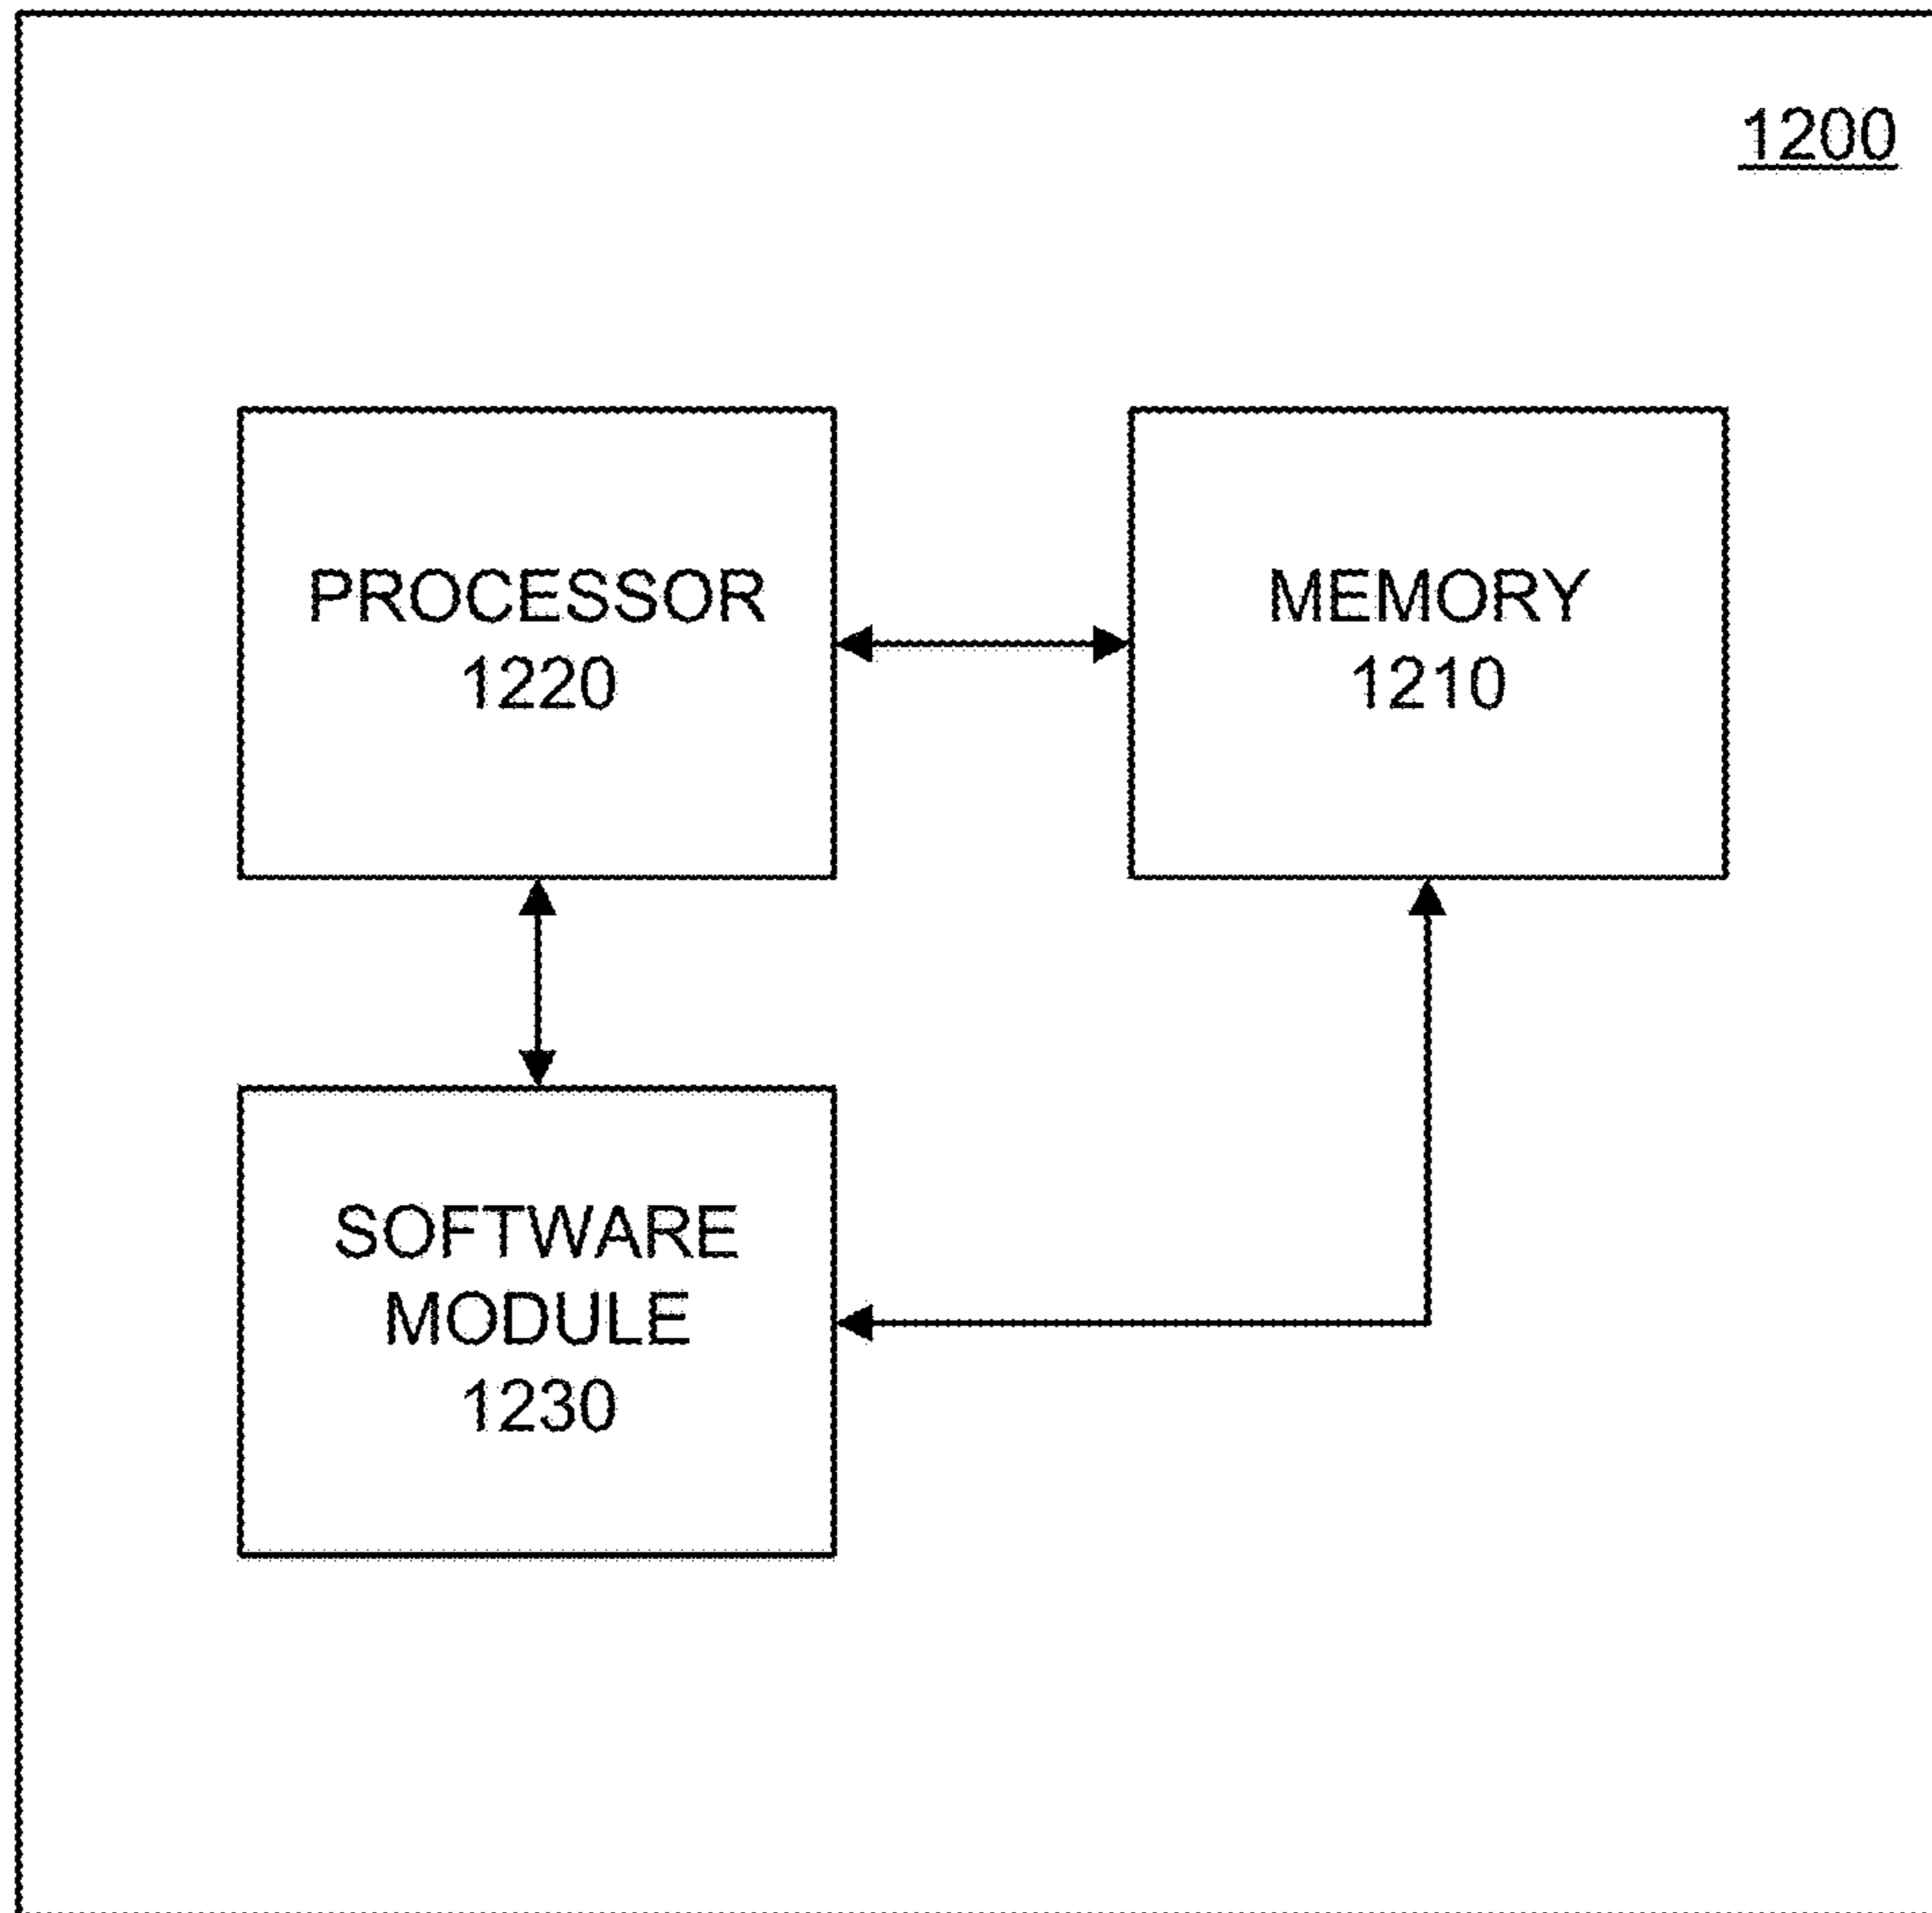 1200
PROCESSOR
1220
MEMORY
1210
SOFTWARE
MODULE
1230